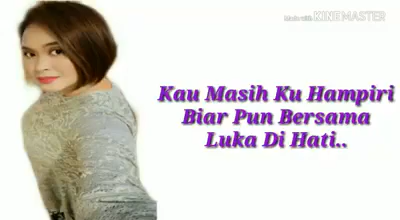 Made with KINEMASTER
Kau Masih Ku Hampiri
Biar Pun Bersama
Luka Di Hati..